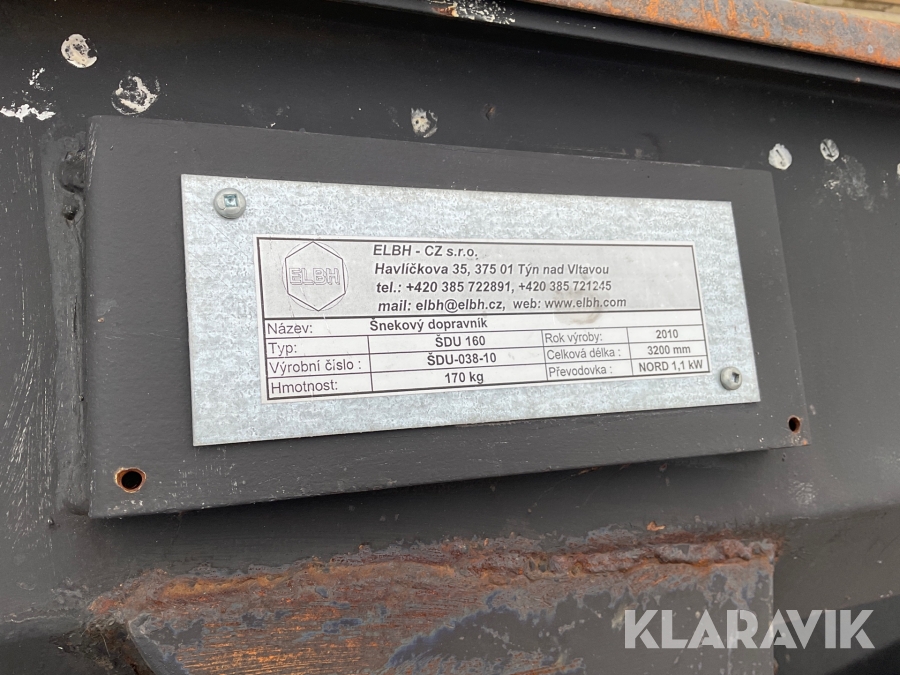 ELBH
ELBH - CZ s.r.o.
Havlíčkova 35, 375 01 Týn nad Vltavou
tel.: +420 385 722891, +420 385 721245
mail: elbh@elbh.cz, web: www.elbh.com
Název: Šnekový dopravník
Typ: ŠDU 160 Rok výroby: 2010
Výrobní číslo : ŠDU-038-10 Celková délka : 3200 mm
Hmotnost: 170 kg Převodovka : NORD 1,1 kW
KLARAVIK